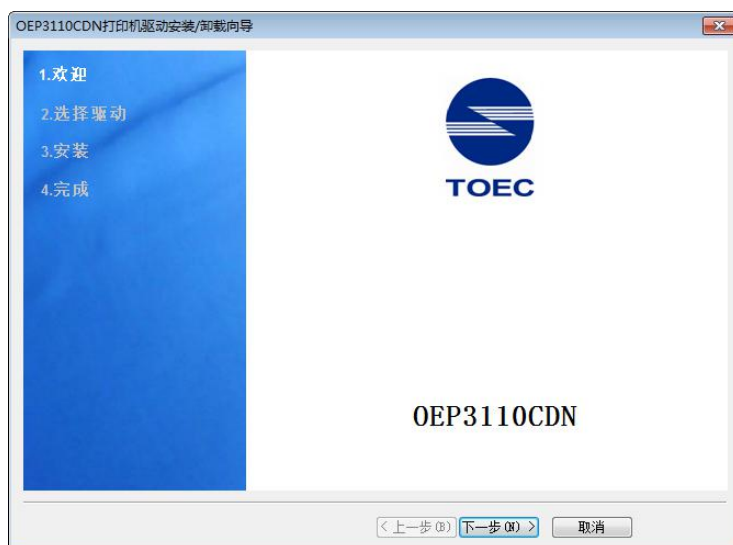 OEP3110CDN打印机驱动安装/卸载向导
1.欢迎
2.选择驱动
3.安装
4.完成
TOEC
OEP3110CDN
< 上一步(B)
下一步(N) >
取消